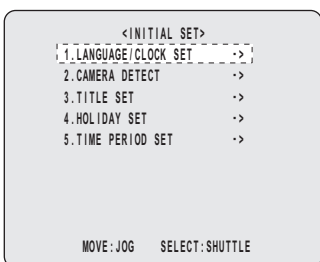 <INITIAL SET>
1.LANGUAGE/CLOCK SET ->
2.CAMERA DETECT ->
3.TITLE SET ->
4.HOLIDAY SET ->
5.TIME PERIOD SET ->
MOVE:JOG SELECT:SHUTTLE